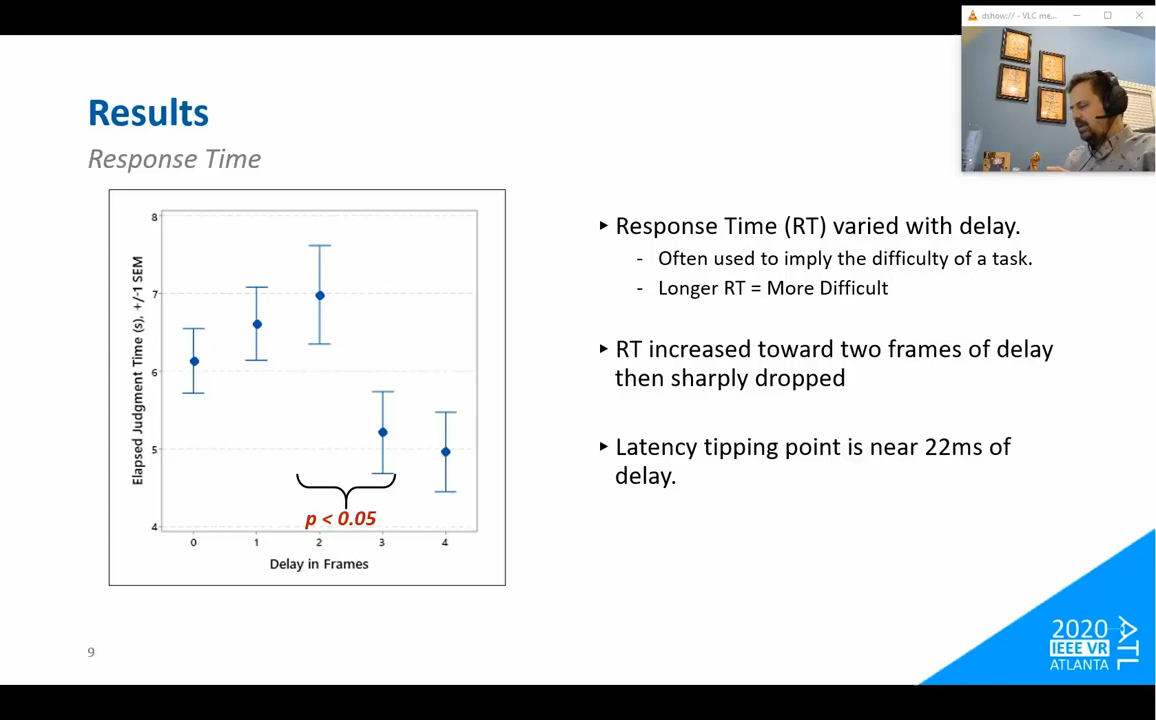 dshow:// - VLC me...
Results
Response Time
8
7
6
5
4
Elapsed Judgment Time (s), +/-1 SEM
p < 0.05
0 1 2 3 4
Delay in Frames
‣ Response Time (RT) varied with delay.
- Often used to imply the difficulty of a task.
- Longer RT = More Difficult
‣ RT increased toward two frames of delay
then sharply dropped
‣ Latency tipping point is near 22ms of
delay.
9
2020
IEEE VR
ATLANTA
ATL